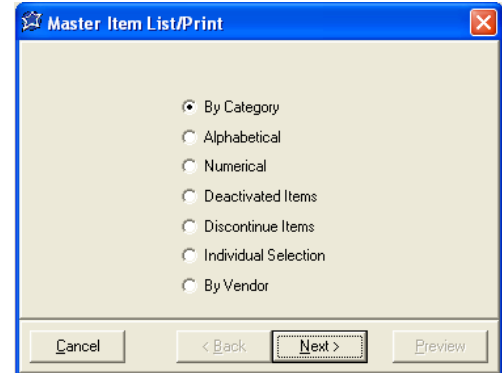 Master Item List/Print
By Category
Alphabetical
Numerical
Deactivated Items
Discontinue Items
Individual Selection
By Vendor
Cancel < Back Next > Preview